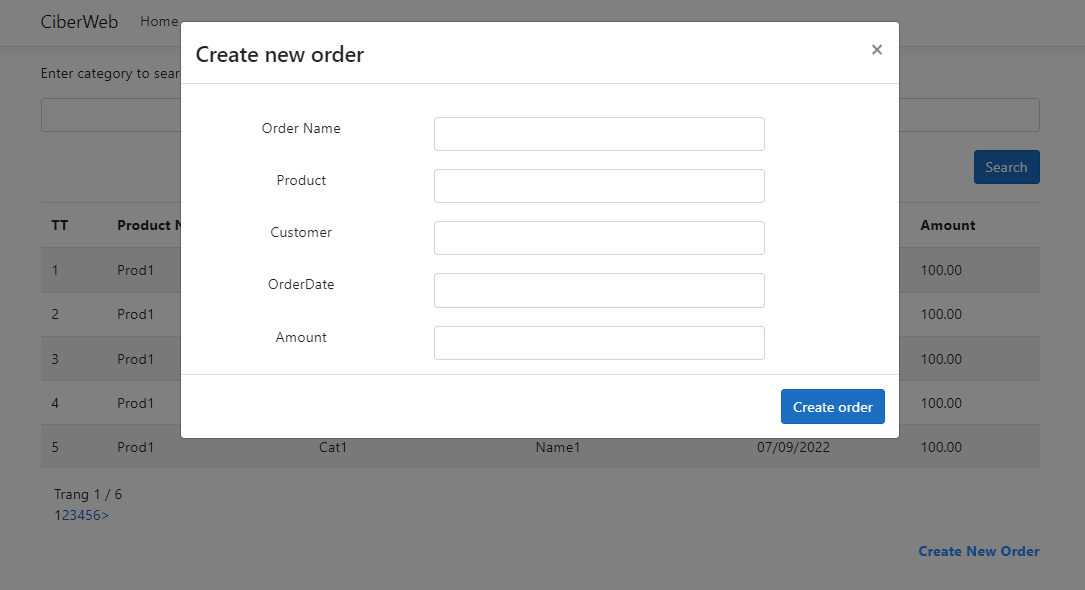 CiberWeb Home
Create new order ×
Enter category to sear
Order Name
Product
Search
Customer
TT Product N Amount
1 Prod1 100.00
OrderDate
2 Prod1 100.00
Amount
3 Prod1 100.00
4 Prod1 100.00
Create order
5 Prod1 Cat1 Name1 07/09/2022 100.00
Trang 1 / 6
123456>
Create New Order